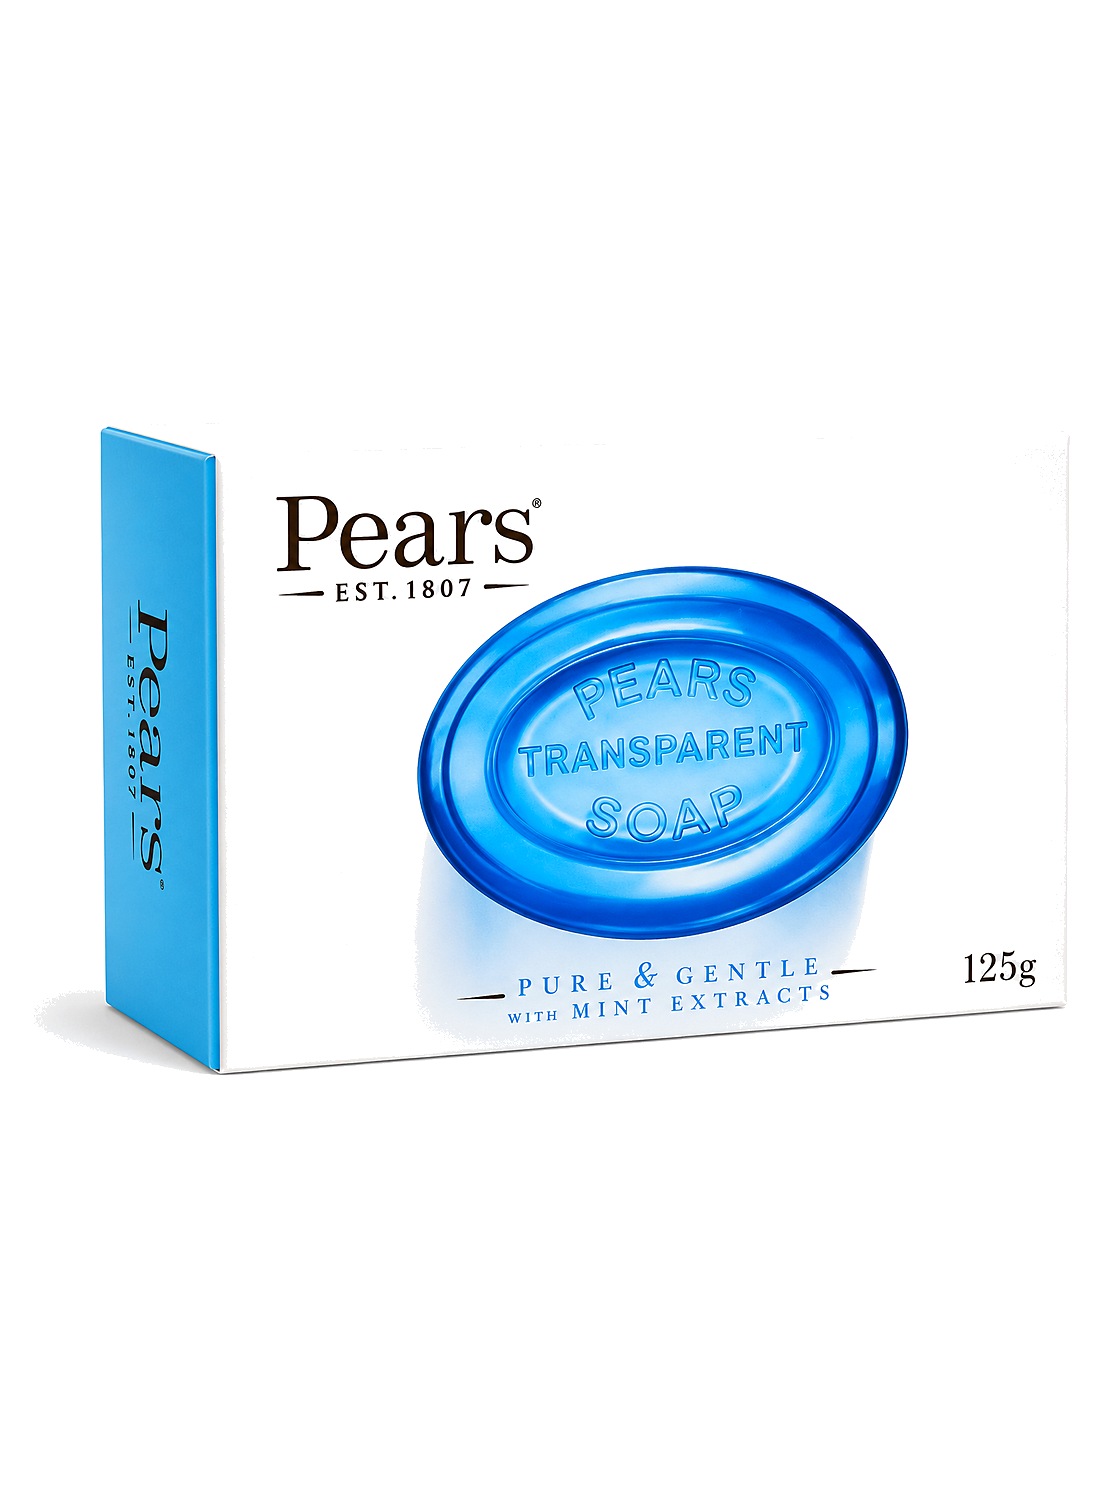 Pears®
EST. 1807
PEARS
TRANSPARENT
SOAP
PURE & GENTLE
WITH MINT EXTRACTS
125g
Pears®
EST. 1807